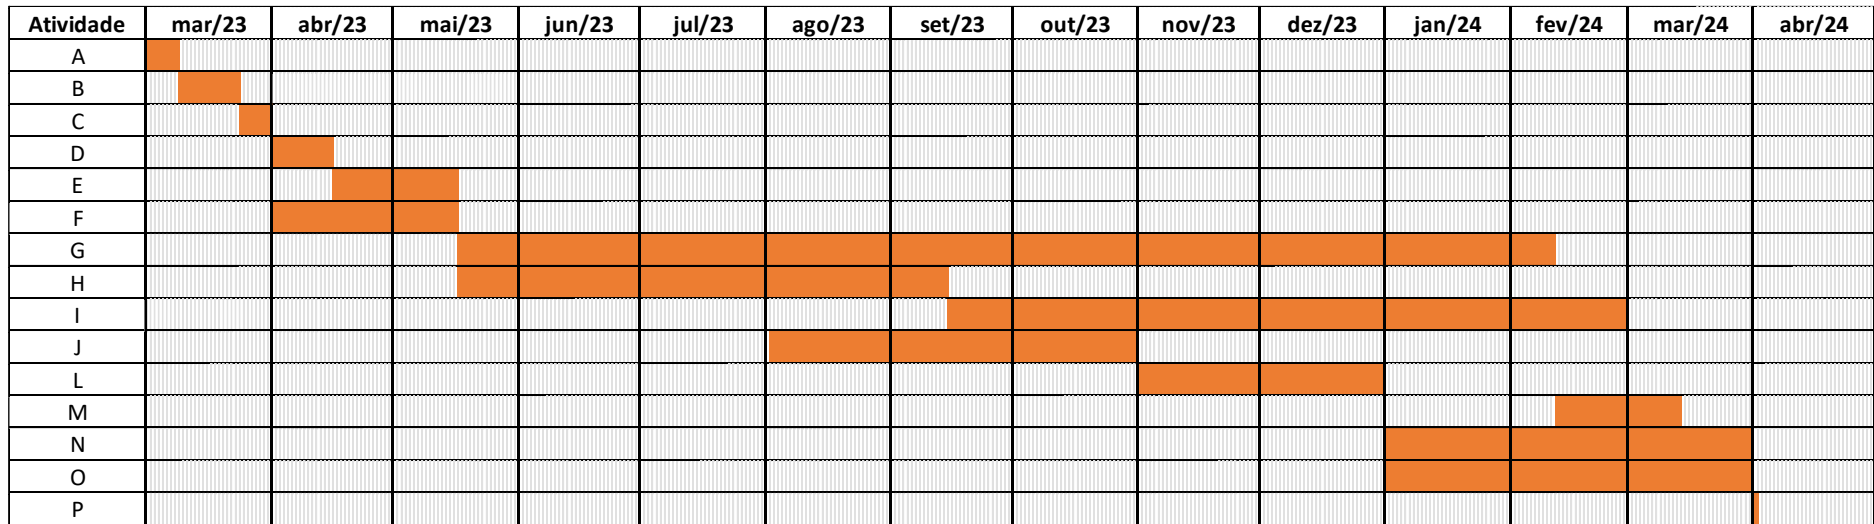 Atividade mar/23 abr/23 mai/23 jun/23 jul/23 ago/23 set/23 out/23 nov/23 dez/23 jan/24 fev/24 mar/24 abr/24
A
B
C
D
E
F
G
H
I
J
L
M
N
O
P